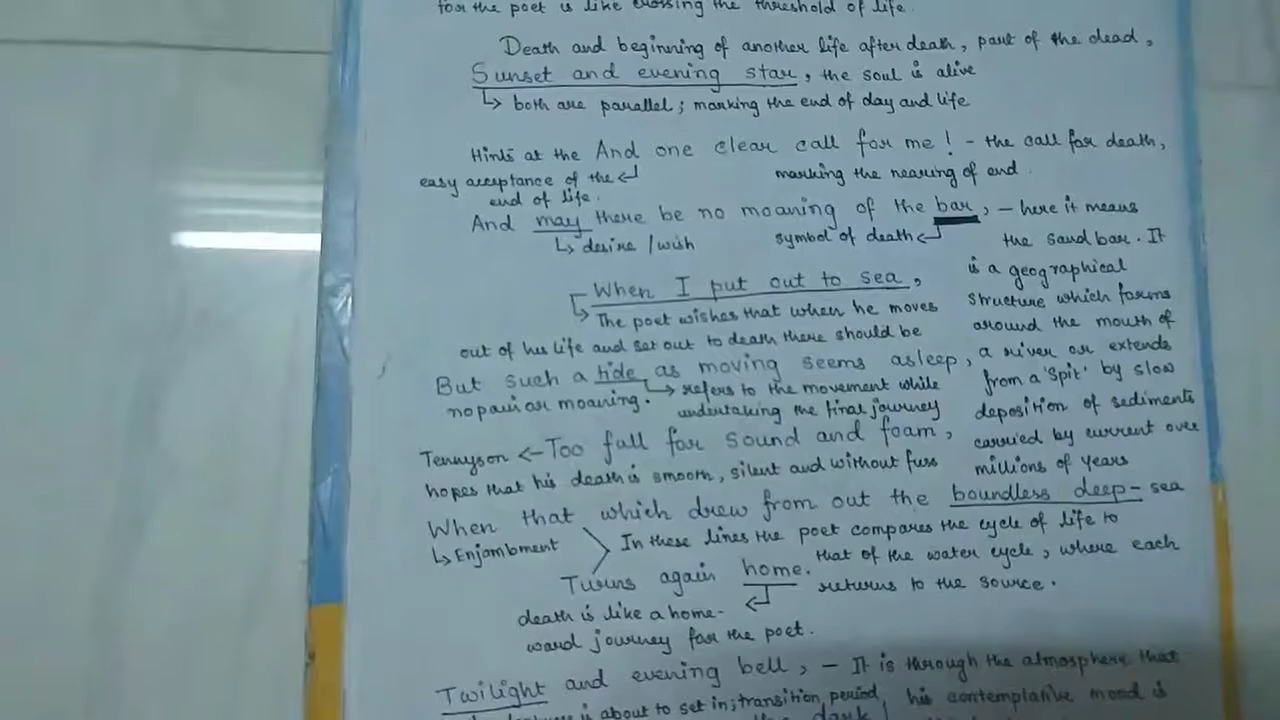 for the poet is like crossing the threshold of life.
Death and beginning of another life after death, part of the dead,
Sunset and evening star, the soul is alive
↳ both are parallel; marking the end of day and life
Hints at the And one clear call for me! - the call for death,
easy acceptance of the ↵ marking the nearing of end.
end of life.
And may there be no moaning of the bar, - here it means
↳ desire / wish symbol of death ↵ the sand bar. It
When I put out to sea, is a geographical
↳ The poet wishes that when he moves structure which forms
out of his life and set out to death there should be around the mouth of
But such a tide as moving seems asleep, a river or extends
no pain or moaning. → refers to the movement while from a 'spit' by slow
undertaking the final journey deposition of sediments
Tennyson ← Too full for sound and foam, carried by current over
hopes that his death is smooth, silent and without fuss millions of years
When that which drew from out the boundless deep - sea
↳ Enjambment In these lines the poet compares the cycle of life to
Turns again home. that of the water cycle, where each
death is like a home- ↵ returns to the source.
ward journey for the poet.
Twilight and evening bell, - It is through the atmosphere that
is about to set in; transition period, his contemplative mood is
dark!